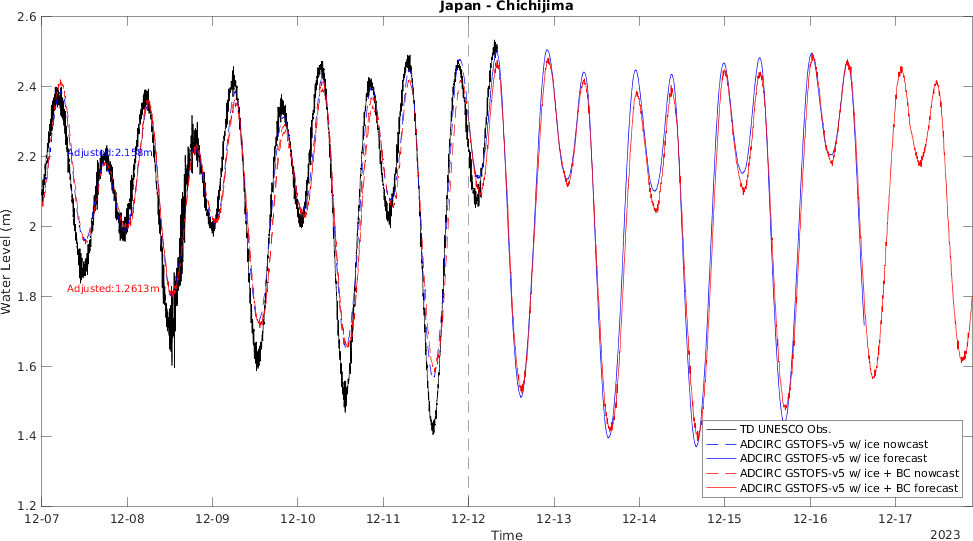 Japan - Chichijima
2.6
2.4
2.2
2
1.8
1.6
1.4
1.2
Water Level (m)
Adjusted:2.158m
Adjusted:1.2613m
TD UNESCO Obs.
ADCIRC GSTOFS-v5 w/ ice nowcast
ADCIRC GSTOFS-v5 w/ ice forecast
ADCIRC GSTOFS-v5 w/ ice + BC nowcast
ADCIRC GSTOFS-v5 w/ ice + BC forecast
12-07 12-08 12-09 12-10 12-11 12-12 12-13 12-14 12-15 12-16 12-17
Time
2023